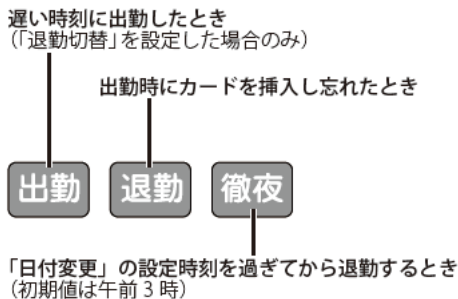 遅い時刻に出勤したとき
（「退勤切替」を設定した場合のみ）
出勤時にカードを挿入し忘れたとき
出勤 退勤 徹夜
「日付変更」の設定時刻を過ぎてから退勤するとき
（初期値は午前３時）